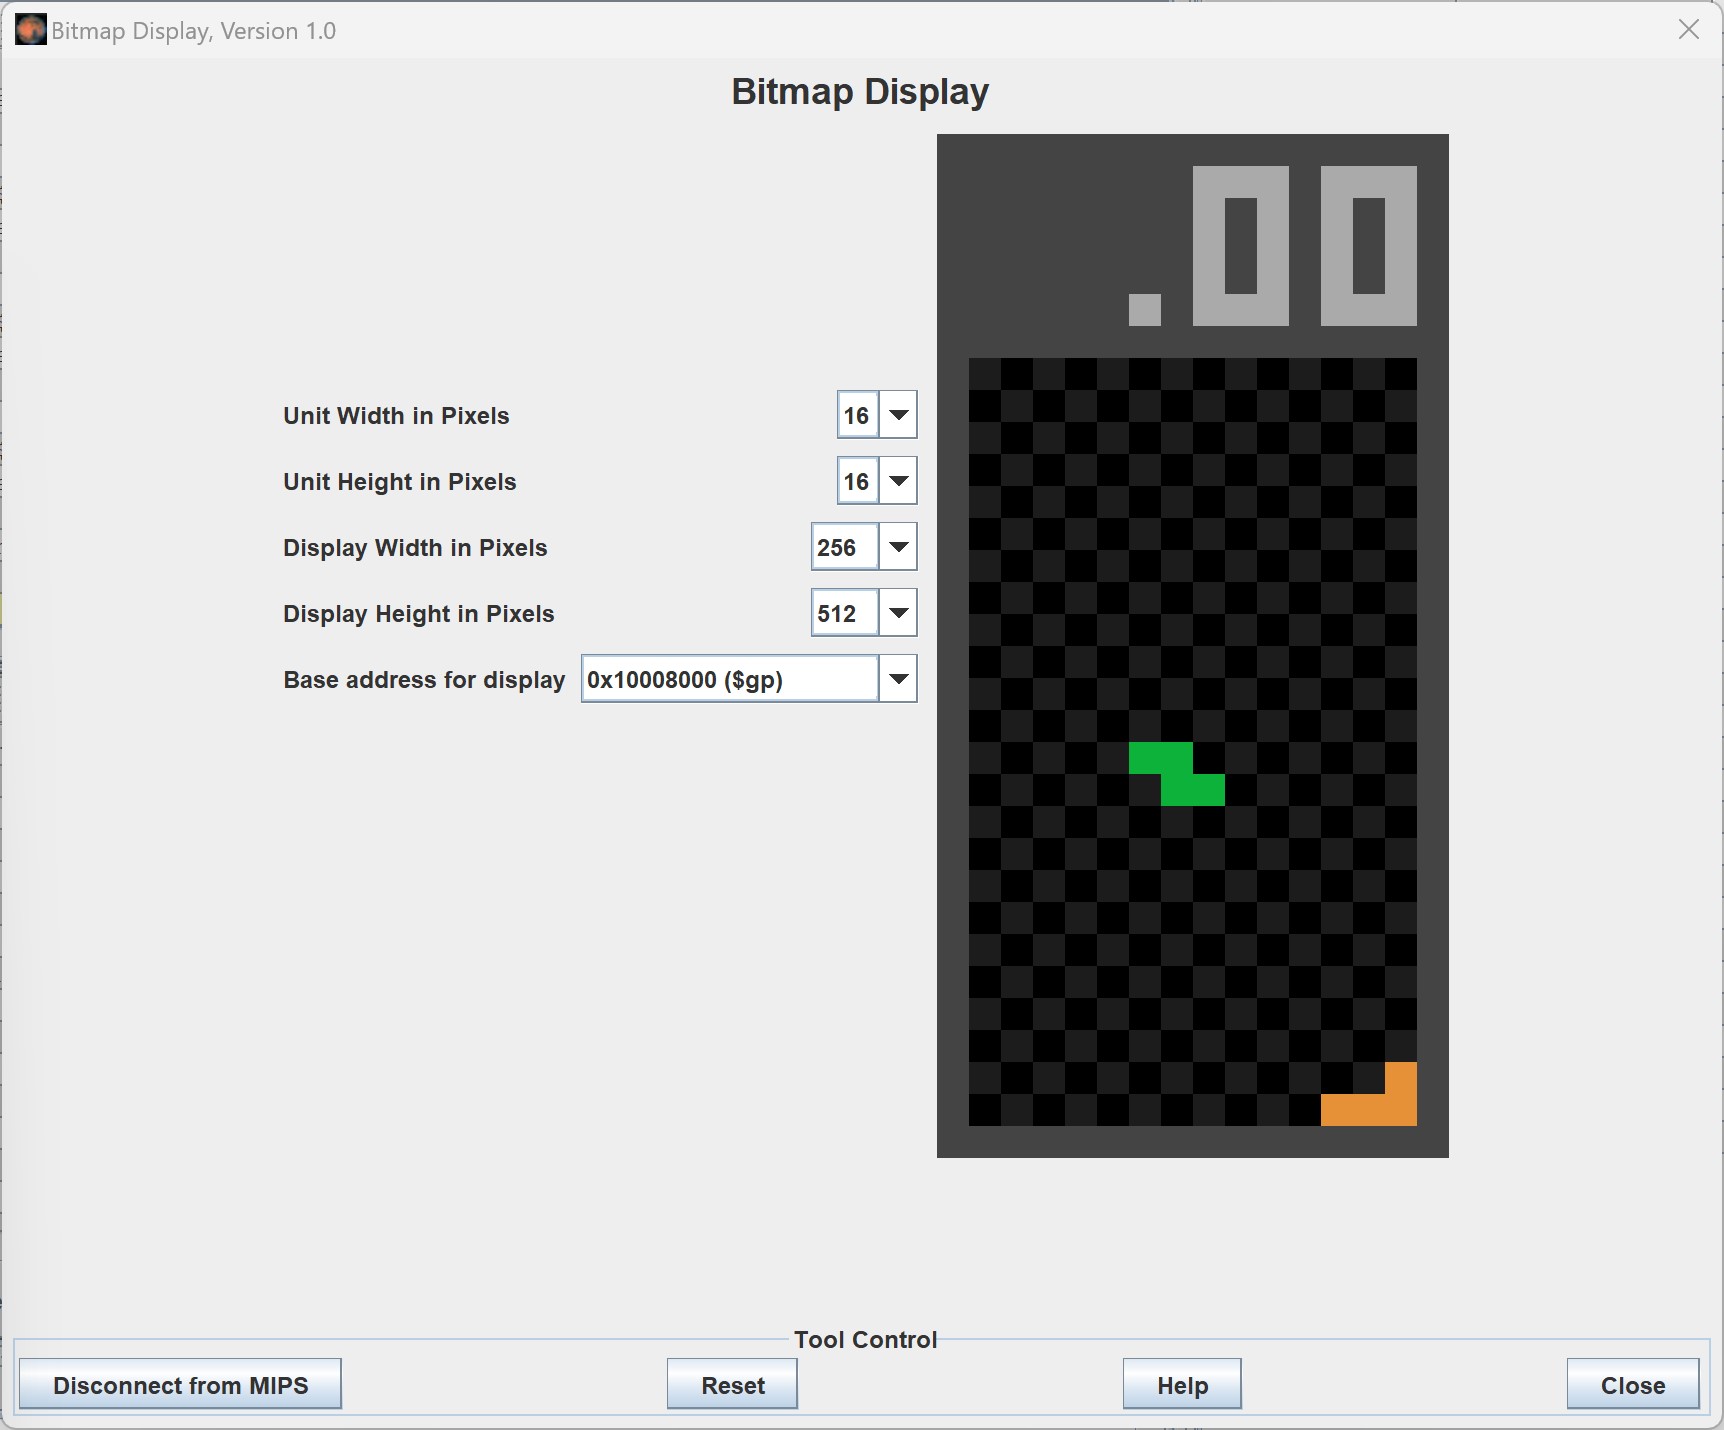 Bitmap Display, Version 1.0
Bitmap Display
.00
Unit Width in Pixels 16
Unit Height in Pixels 16
Display Width in Pixels 256
Display Height in Pixels 512
Base address for display 0x10008000 ($gp)
Tool Control
Disconnect from MIPS Reset Help Close